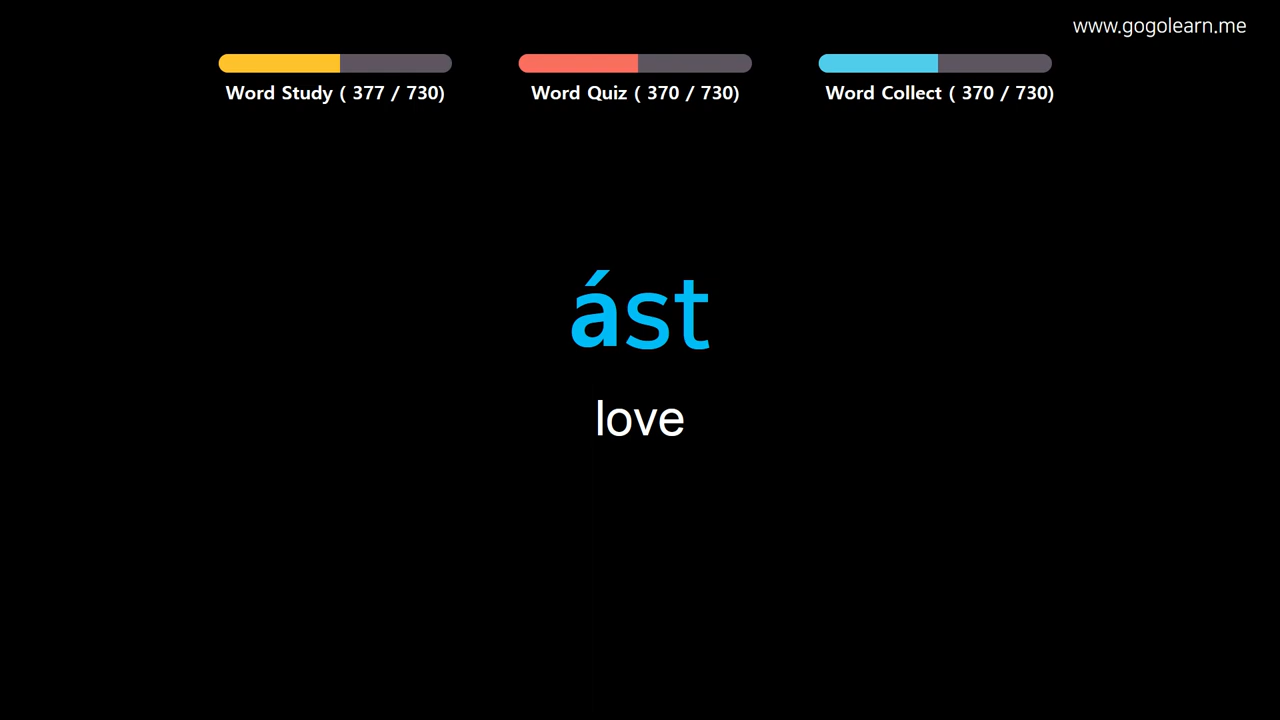 www.gogolearn.me
Word Study ( 377 / 730)
Word Quiz ( 370 / 730)
Word Collect ( 370 / 730)
ást
love